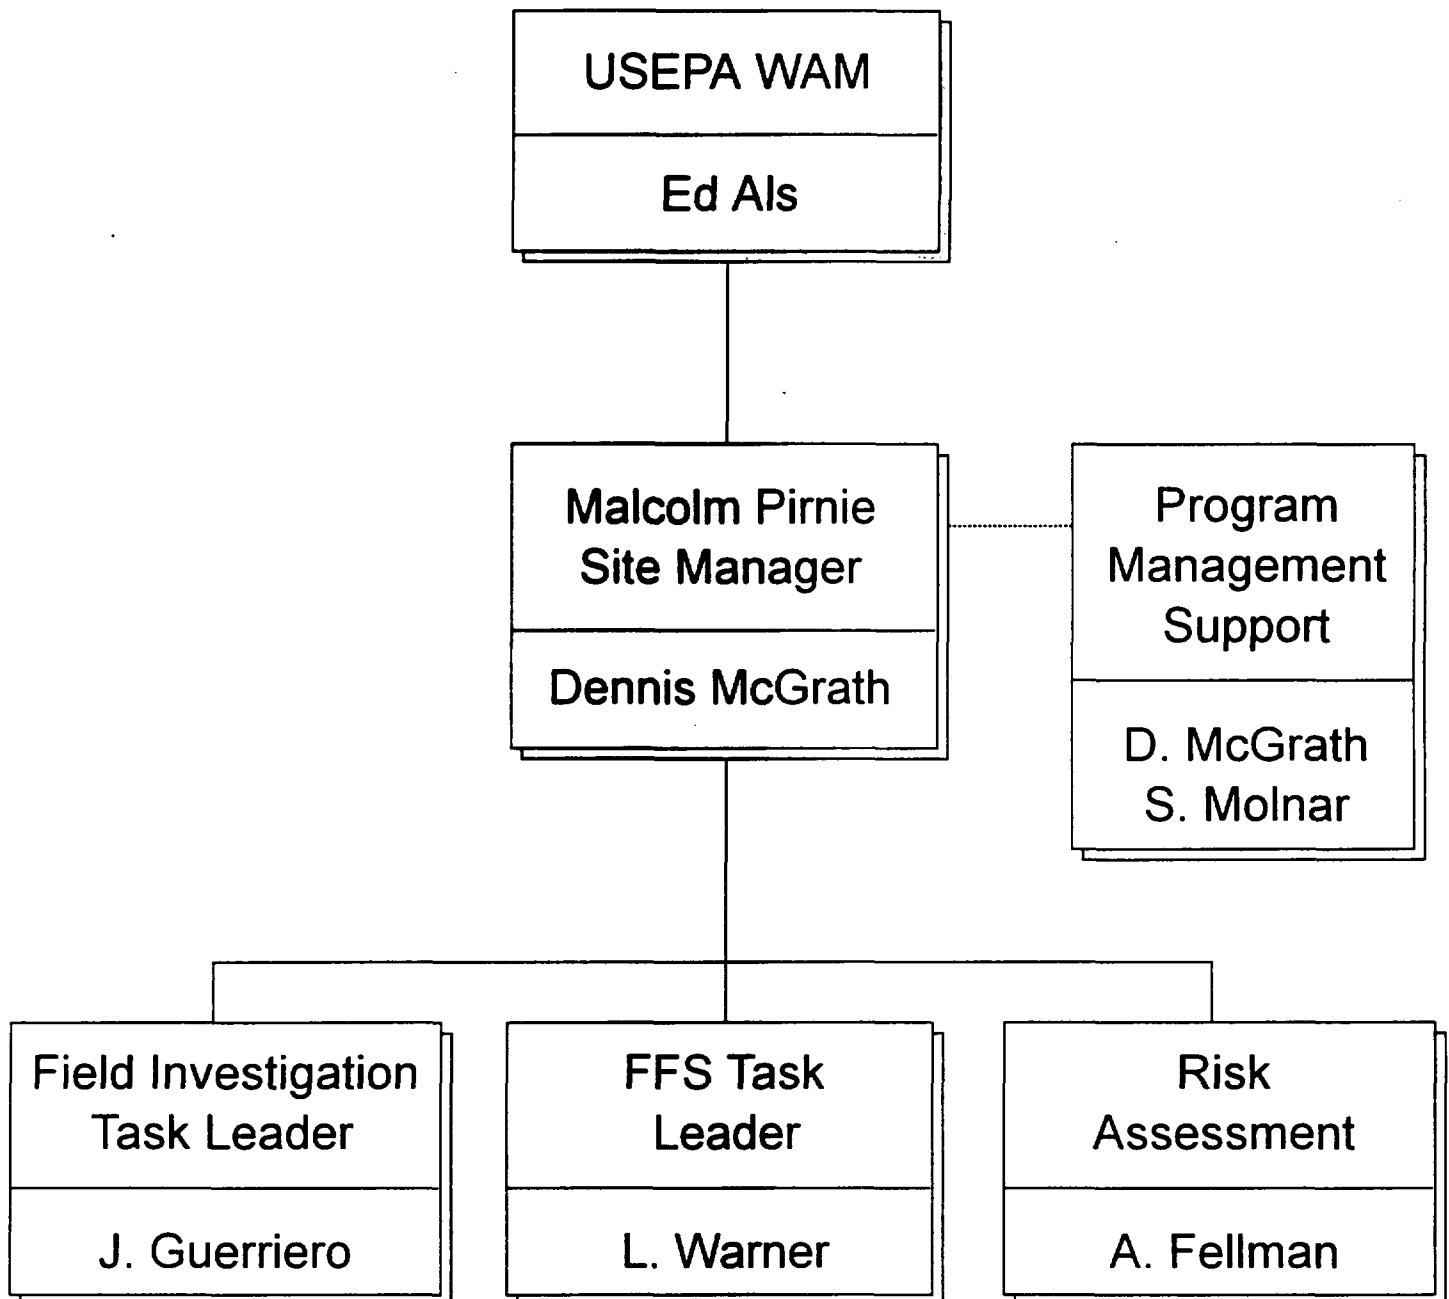 USEPA WAM
Ed Als
Malcolm Pirnie
Site Manager
Dennis McGrath
Program
Management
Support
D. McGrath
S. Molnar
Field Investigation
Task Leader
J. Guerriero
FFS Task
Leader
L. Warner
Risk
Assessment
A. Fellman